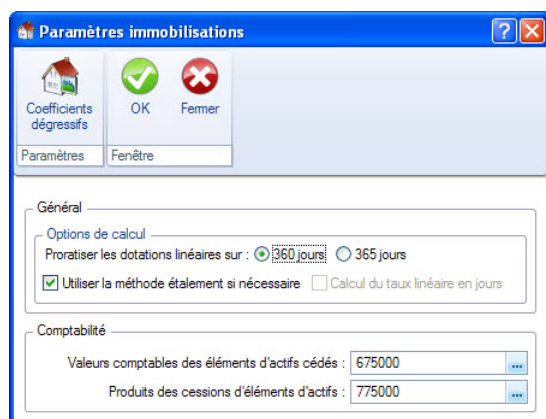 Paramètres immobilisations
Coefficients dégressifs
OK
Fermer
Paramètres
Fenêtre
Général
Options de calcul
Proratiser les dotations linéaires sur : 360 jours 365 jours
Utiliser la méthode étalement si nécessaire Calcul du taux linéaire en jours
Comptabilité
Valeurs comptables des éléments d'actifs cédés : 675000 ...
Produits des cessions d'éléments d'actifs : 775000 ...